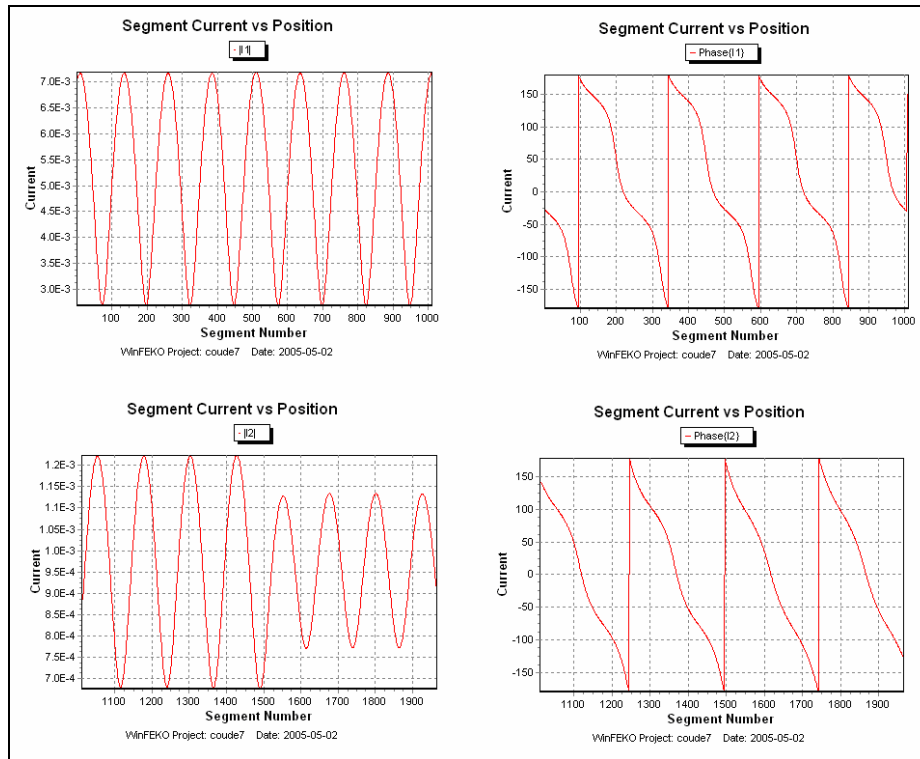 Segment Current vs Position
- |I1|
7.0E-3
6.5E-3
6.0E-3
5.5E-3
5.0E-3
4.5E-3
4.0E-3
3.5E-3
3.0E-3
Current
100 200 300 400 500 600 700 800 900 1000
Segment Number
WinFEKO Project: coude7 Date: 2005-05-02
Segment Current vs Position
– Phase{I1}
150
100
50
0
-50
-100
-150
Current
100 200 300 400 500 600 700 800 900 1000
Segment Number
WinFEKO Project: coude7 Date: 2005-05-02
Segment Current vs Position
- |I2|
1.2E-3
1.15E-3
1.1E-3
1.05E-3
1.0E-3
9.5E-4
9.0E-4
8.5E-4
8.0E-4
7.5E-4
7.0E-4
Current
1100 1200 1300 1400 1500 1600 1700 1800 1900
Segment Number
WinFEKO Project: coude7 Date: 2005-05-02
Segment Current vs Position
– Phase{I2}
150
100
50
0
-50
-100
-150
Current
1100 1200 1300 1400 1500 1600 1700 1800 1900
Segment Number
WinFEKO Project: coude7 Date: 2005-05-02